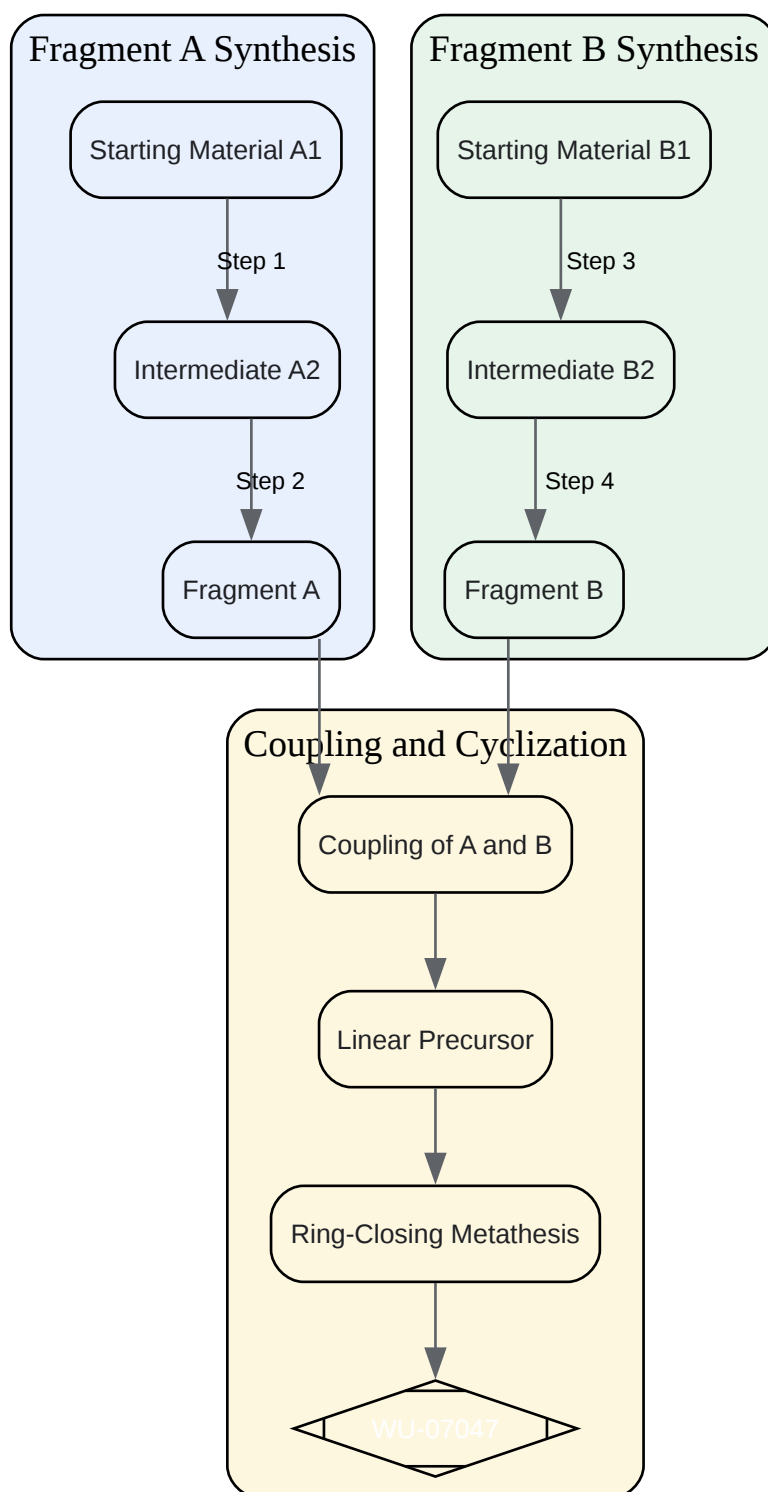 Fragment A Synthesis
Starting Material A1
Step 1
Intermediate A2
Step 2
Fragment A
Fragment B Synthesis
Starting Material B1
Step 3
Intermediate B2
Step 4
Fragment B
Coupling and Cyclization
Coupling of A and B
Linear Precursor
Ring-Closing Metathesis
WU-07047